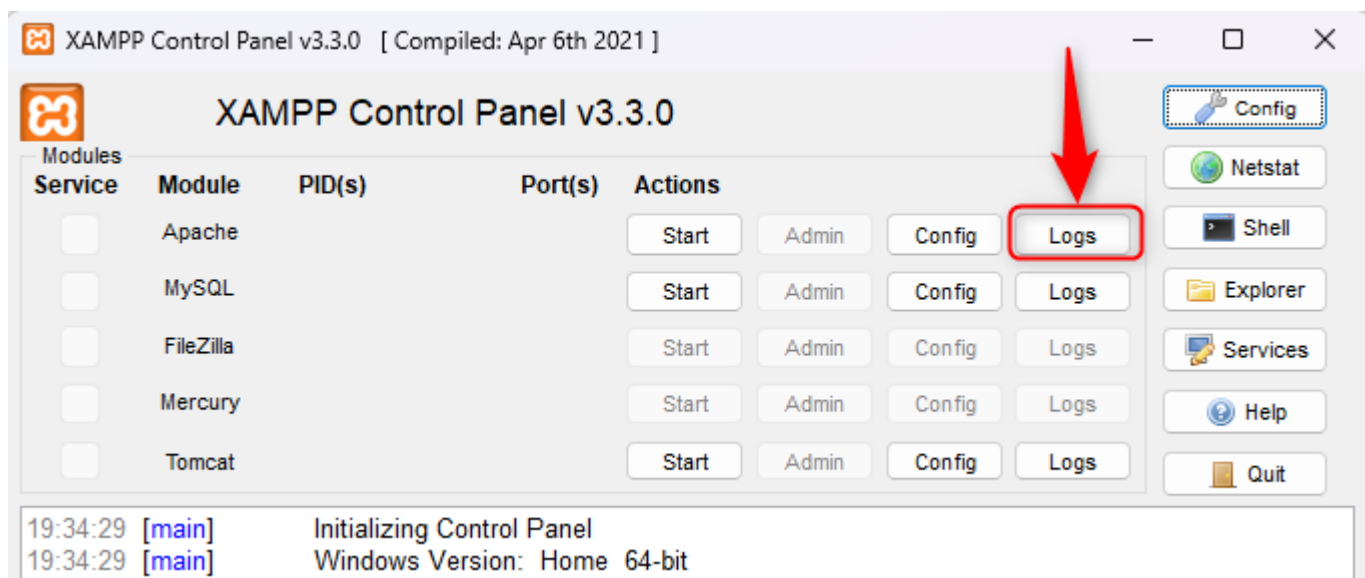 XAMPP Control Panel v3.3.0 [ Compiled: Apr 6th 2021 ]
XAMPP Control Panel v3.3.0
Config
Modules
Service Module PID(s) Port(s) Actions
Netstat
Apache Start Admin Config Logs
Shell
MySQL Start Admin Config Logs
Explorer
FileZilla Start Admin Config Logs
Services
Mercury Start Admin Config Logs
Help
Tomcat Start Admin Config Logs
Quit
19:34:29 [main] Initializing Control Panel
19:34:29 [main] Windows Version: Home 64-bit